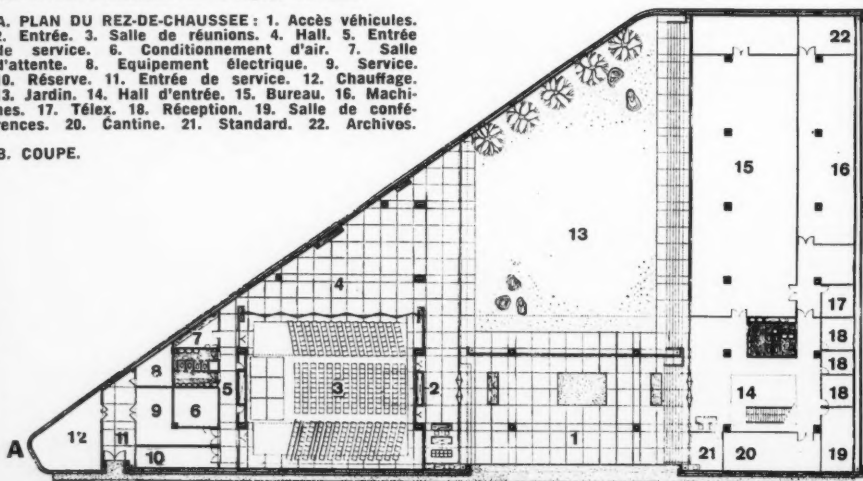 A. PLAN DU REZ-DE-CHAUSSEE : 1. Accès véhicules.
2. Entrée. 3. Salle de réunions. 4. Hall. 5. Entrée
de service. 6. Conditionnement d'air. 7. Salle
d'attente. 8. Equipement électrique. 9. Service.
10. Réserve. 11. Entrée de service. 12. Chauffage.
13. Jardin. 14. Hall d'entrée. 15. Bureau. 16. Machi-
nes. 17. Télex. 18. Réception. 19. Salle de confé-
rences. 20. Cantine. 21. Standard. 22. Archives.
B. COUPE.
22
15
16
13
4
17
7
18
8
18
5
3
2
14
18
9
6
1
A
12
11
10
21
20
19